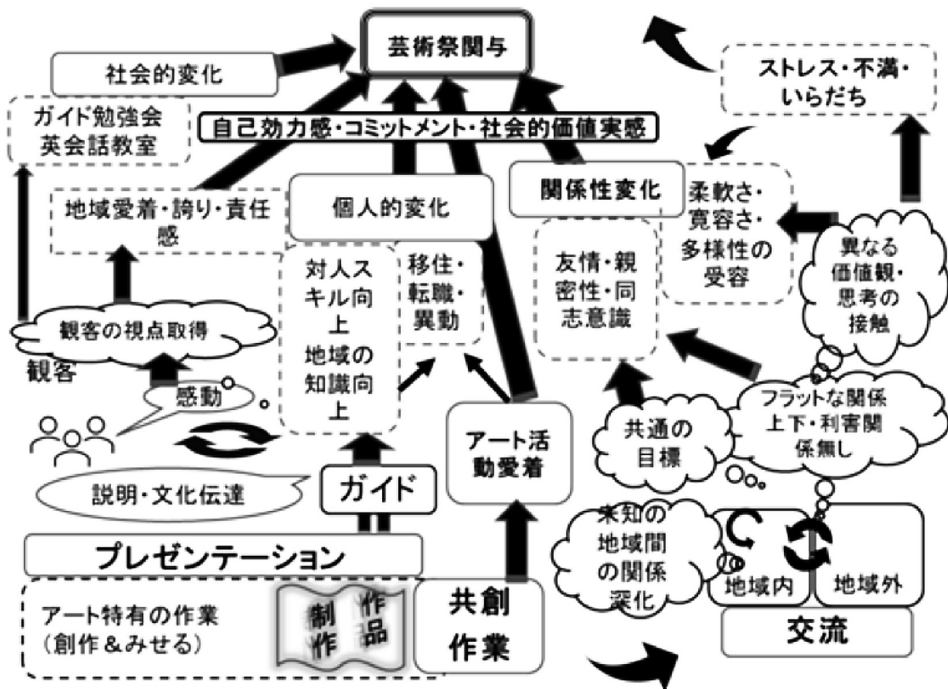 芸術祭関与
社会的変化
ストレス・不満・
いらだち
ガイド勉強会
英会話教室
自己効力感・コミットメント・社会的価値実感
地域愛着・誇り・責任
感
個人的変化
関係性変化
柔軟さ・
寛容さ・
多様性の
受容
異なる
価値観・
思考の
接触
対人ス
キル向
上
地域の
知識向
上
移住・
転職・
異動
友情・親
密性・同
志意識
観客の視点取得
観客
感動
アート活
動愛着
共通の
目標
フラットな関係
上下・利害関
係無し
説明・文化伝達
ガイド
未知の
地域間
の関係
深化
地域内
地域外
プレゼンテーション
アート特有の作業
(創作&みせる)
制作
作品
共創
作業
交流